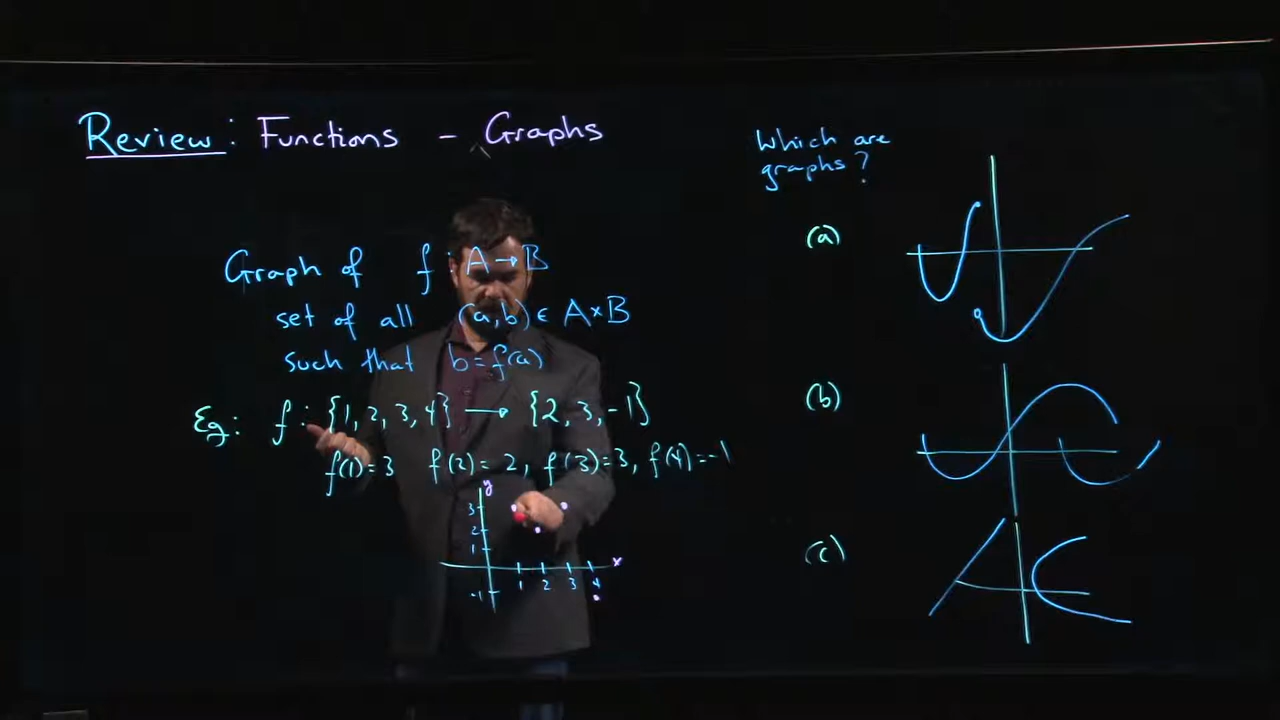 Review: Functions - Graphs
Graph of f: A → B
set of all (a,b) ∈ A×B
such that b=f(a)
Eg: f: {1, 2, 3, 4} → {2, 3, -1}
f(1)=3 f(2)=2, f(3)=3, f(4)=-1
y
3
2
1
x
1 2 3 4
-1
Which are
graphs?
(a)
(b)
(c)